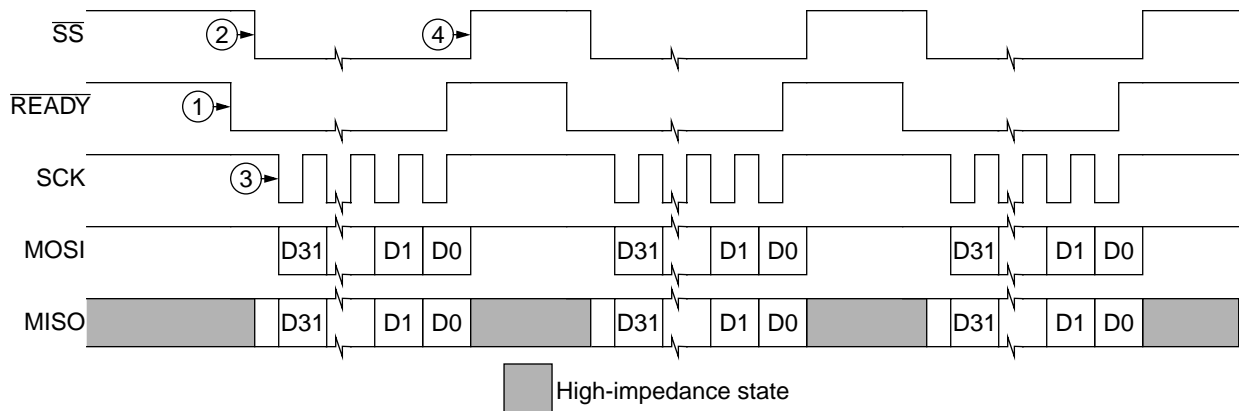 SS ② ④
READY ①
SCK ③
MOSI D31 D1 D0 D31 D1 D0 D31 D1 D0
MISO D31 D1 D0 D31 D1 D0 D31 D1 D0
High-impedance state